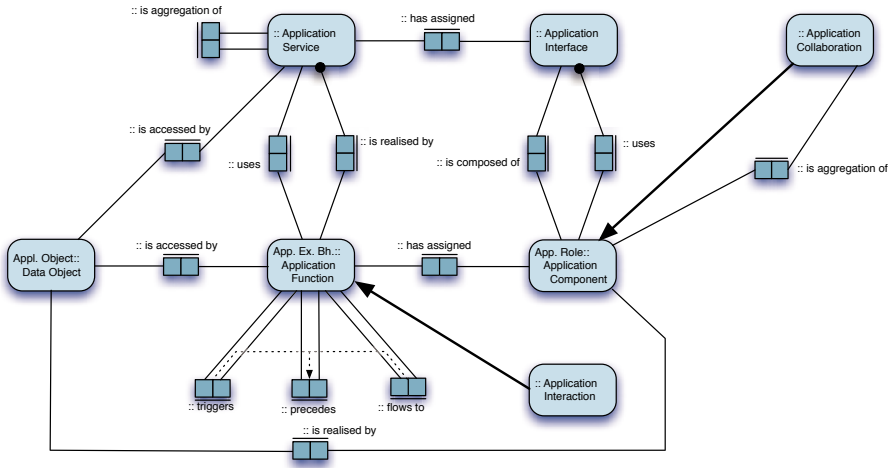 :: is aggregation of
:: Application
Service
:: has assigned
:: Application
Interface
:: Application
Collaboration
:: is accessed by
:: uses
:: is realised by
:: is composed of
:: uses
:: is aggregation of
Appl. Object::
Data Object
:: is accessed by
App. Ex. Bh.::
Application
Function
:: has assigned
App. Role::
Application
Component
:: triggers
:: precedes
:: flows to
:: Application
Interaction
:: is realised by